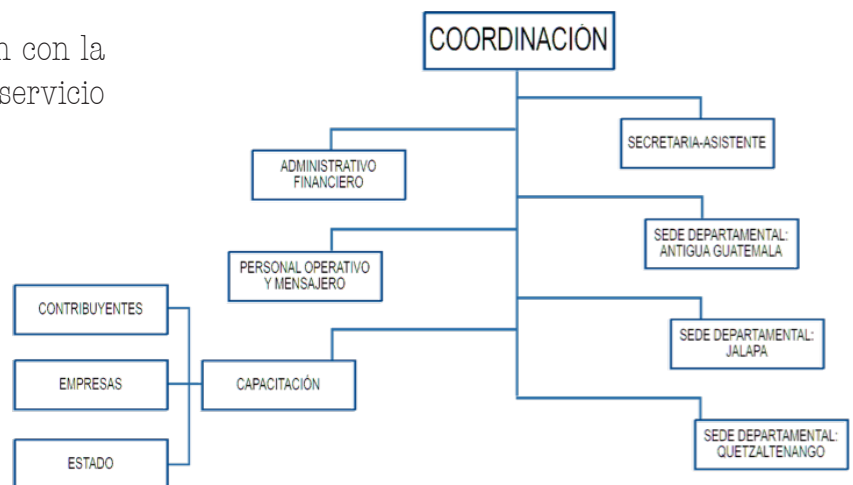 n con la
servicio
COORDINACIÓN
SECRETARIA-ASISTENTE
ADMINISTRATIVO
FINANCIERO
SEDE DEPARTAMENTAL:
ANTIGUA GUATEMALA
PERSONAL OPERATIVO
Y MENSAJERO
CONTRIBUYENTES
SEDE DEPARTAMENTAL:
JALAPA
EMPRESAS
CAPACITACIÓN
SEDE DEPARTAMENTAL:
QUETZALTENANGO
ESTADO